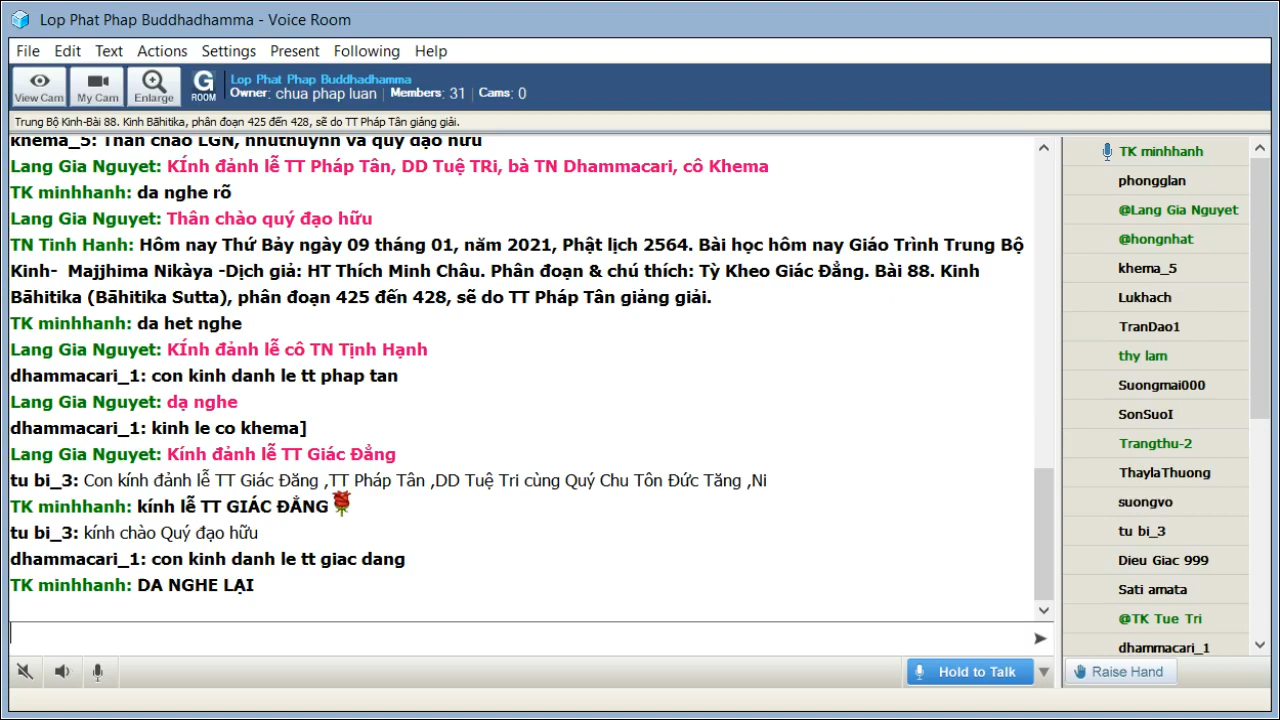 Lop Phat Phap Buddhadhamma - Voice Room
File Edit Text Actions Settings Present Following Help
View Cam My Cam Enlarge G ROOM
Lop Phat Phap Buddhadhamma
Owner: chua phap luan | Members: 31 | Cams: 0
Trung Bộ Kinh-Bài 88. Kinh Bãhitika, phân đoạn 425 đến 428, sẽ do TT Pháp Tân giảng giải.
khema_5: Thân chào LGN, nhuthuynh và quý đạo hữu
Lang Gia Nguyet: KÍnh đảnh lễ TT Pháp Tân, DD Tuệ TRi, bà TN Dhammacari, cô Khema
TK minhhanh: da nghe rõ
Lang Gia Nguyet: Thân chào quý đạo hữu
TN Tinh Hanh: Hôm nay Thứ Bảy ngày 09 tháng 01, năm 2021, Phật lịch 2564. Bài học hôm nay Giáo Trình Trung Bộ
Kinh- Majjhima Nikàya -Dịch giả: HT Thích Minh Châu. Phân đoạn & chú thích: Tỳ Kheo Giác Đẳng. Bài 88. Kinh
Bāhitika (Bāhitika Sutta), phân đoạn 425 đến 428, sẽ do TT Pháp Tân giảng giải.
TK minhhanh: da het nghe
Lang Gia Nguyet: KÍnh đảnh lễ cô TN Tịnh Hạnh
dhammacari_1: con kinh danh le tt phap tan
Lang Gia Nguyet: dạ nghe
dhammacari_1: kinh le co khema]
Lang Gia Nguyet: Kính đảnh lễ TT Giác Đẳng
tu bi_3: Con kính đảnh lễ TT Giác Đăng ,TT Pháp Tân ,DD Tuệ Tri cùng Quý Chu Tôn Đức Tăng ,Ni
TK minhhanh: kính lễ TT GIÁC ĐẲNG
tu bi_3: kính chào Quý đạo hữu
dhammacari_1: con kinh danh le tt giac dang
TK minhhanh: DA NGHE LẠI
Hold to Talk
TK minhhanh
phongglan
@Lang Gia Nguyet
@hongnhat
khema_5
Lukhach
TranDao1
thy lam
Suongmai000
SonSuoI
Trangthu-2
ThaylaThuong
suongvo
tu bi_3
Dieu Giac 999
Sati amata
@TK Tue Tri
dhammacari_1
Raise Hand